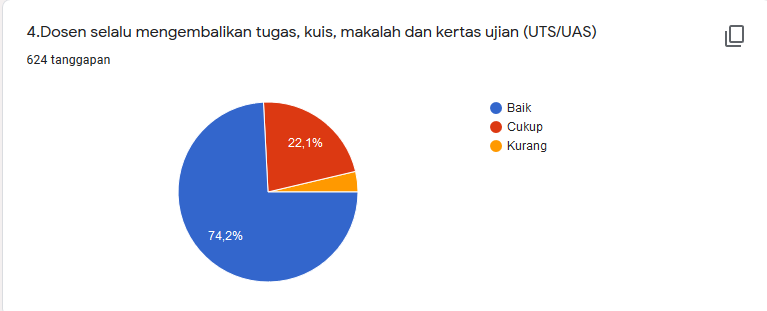 4.Dosen selalu mengembalikan tugas, kuis, makalah dan kertas ujian (UTS/UAS)
624 tanggapan
Baik
Cukup
Kurang
22,1%
74,2%